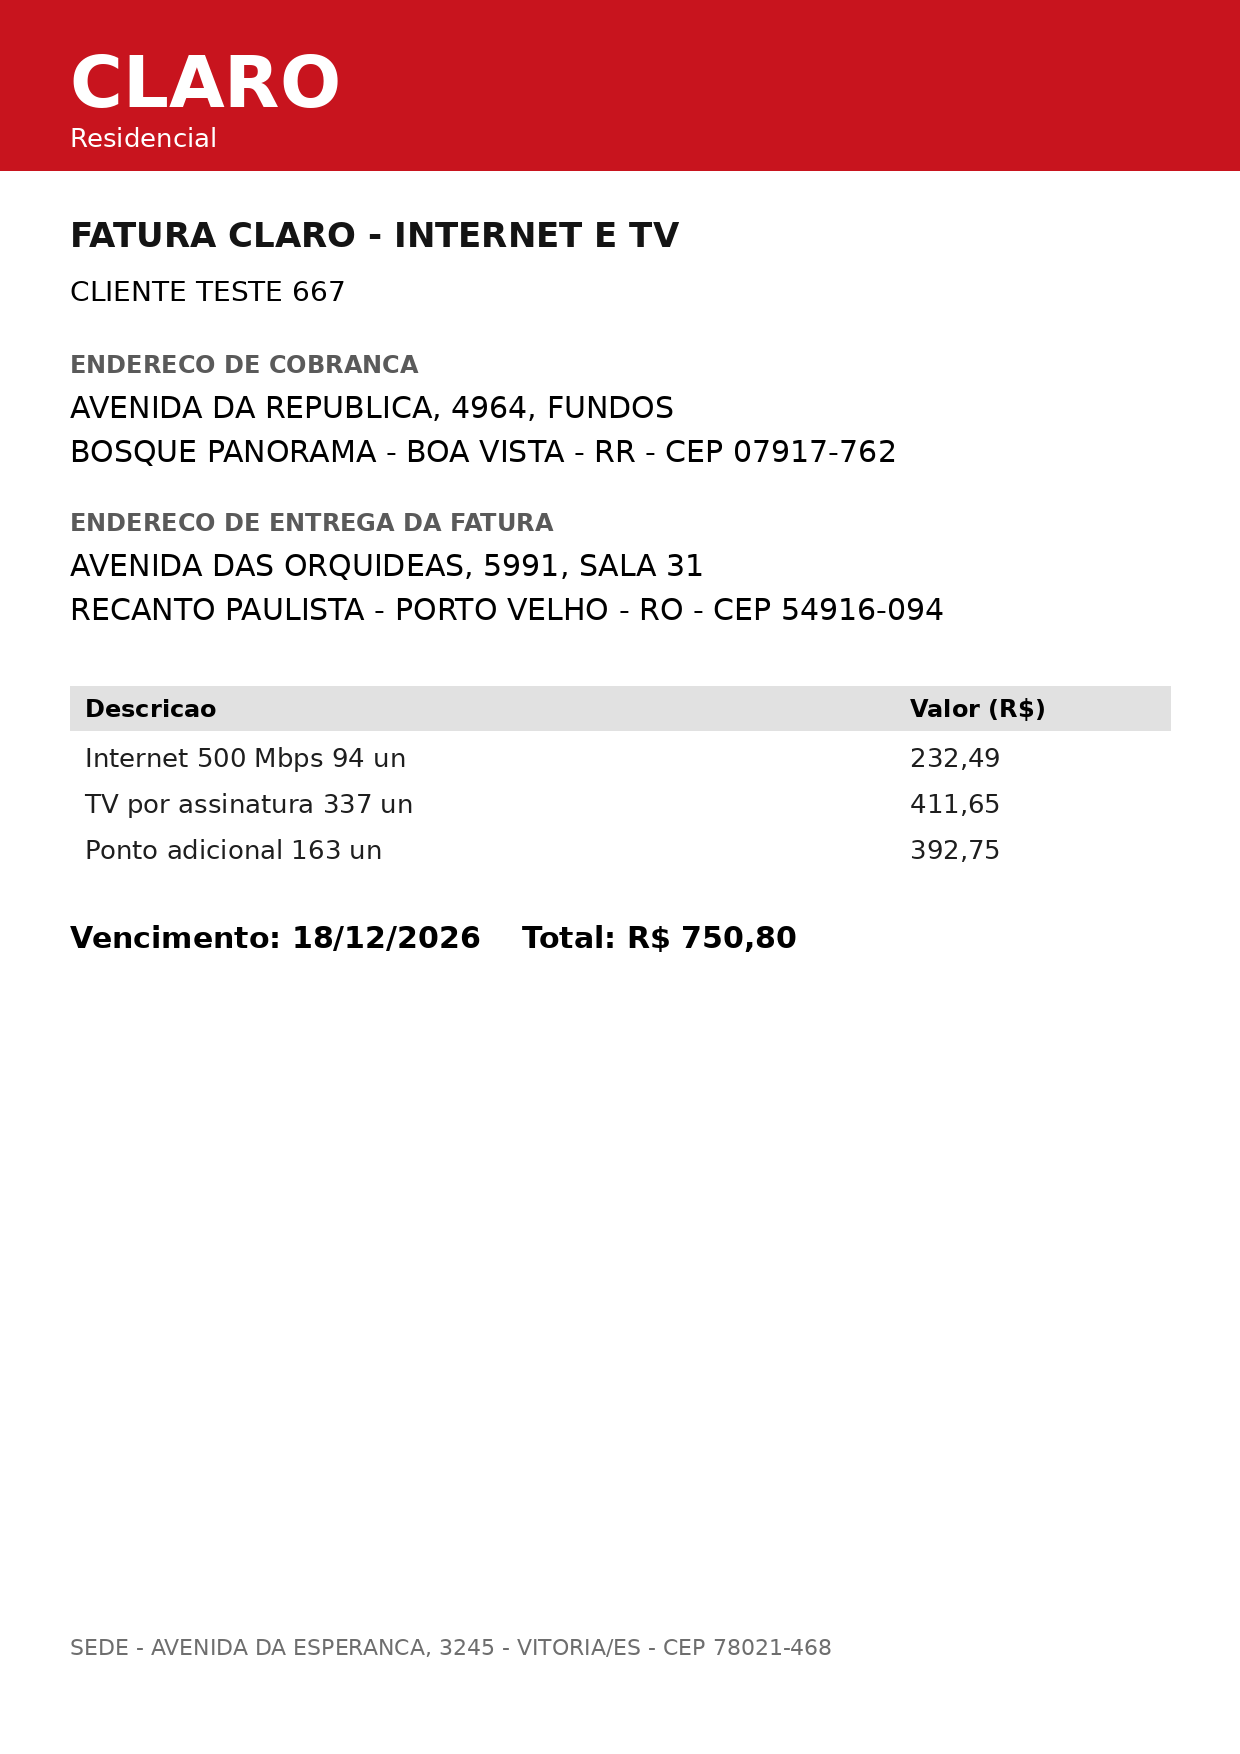 CLARO
Residencial
FATURA CLARO - INTERNET E TV
CLIENTE TESTE 667
ENDERECO DE COBRANCA
AVENIDA DA REPUBLICA, 4964, FUNDOS
BOSQUE PANORAMA - BOA VISTA - RR - CEP 07917-762
ENDERECO DE ENTREGA DA FATURA
AVENIDA DAS ORQUIDEAS, 5991, SALA 31
RECANTO PAULISTA - PORTO VELHO - RO - CEP 54916-094
Descricao Valor (R$)
Internet 500 Mbps 94 un 232,49
TV por assinatura 337 un 411,65
Ponto adicional 163 un 392,75
Vencimento: 18/12/2026 Total: R$ 750,80
SEDE - AVENIDA DA ESPERANCA, 3245 - VITORIA/ES - CEP 78021-468